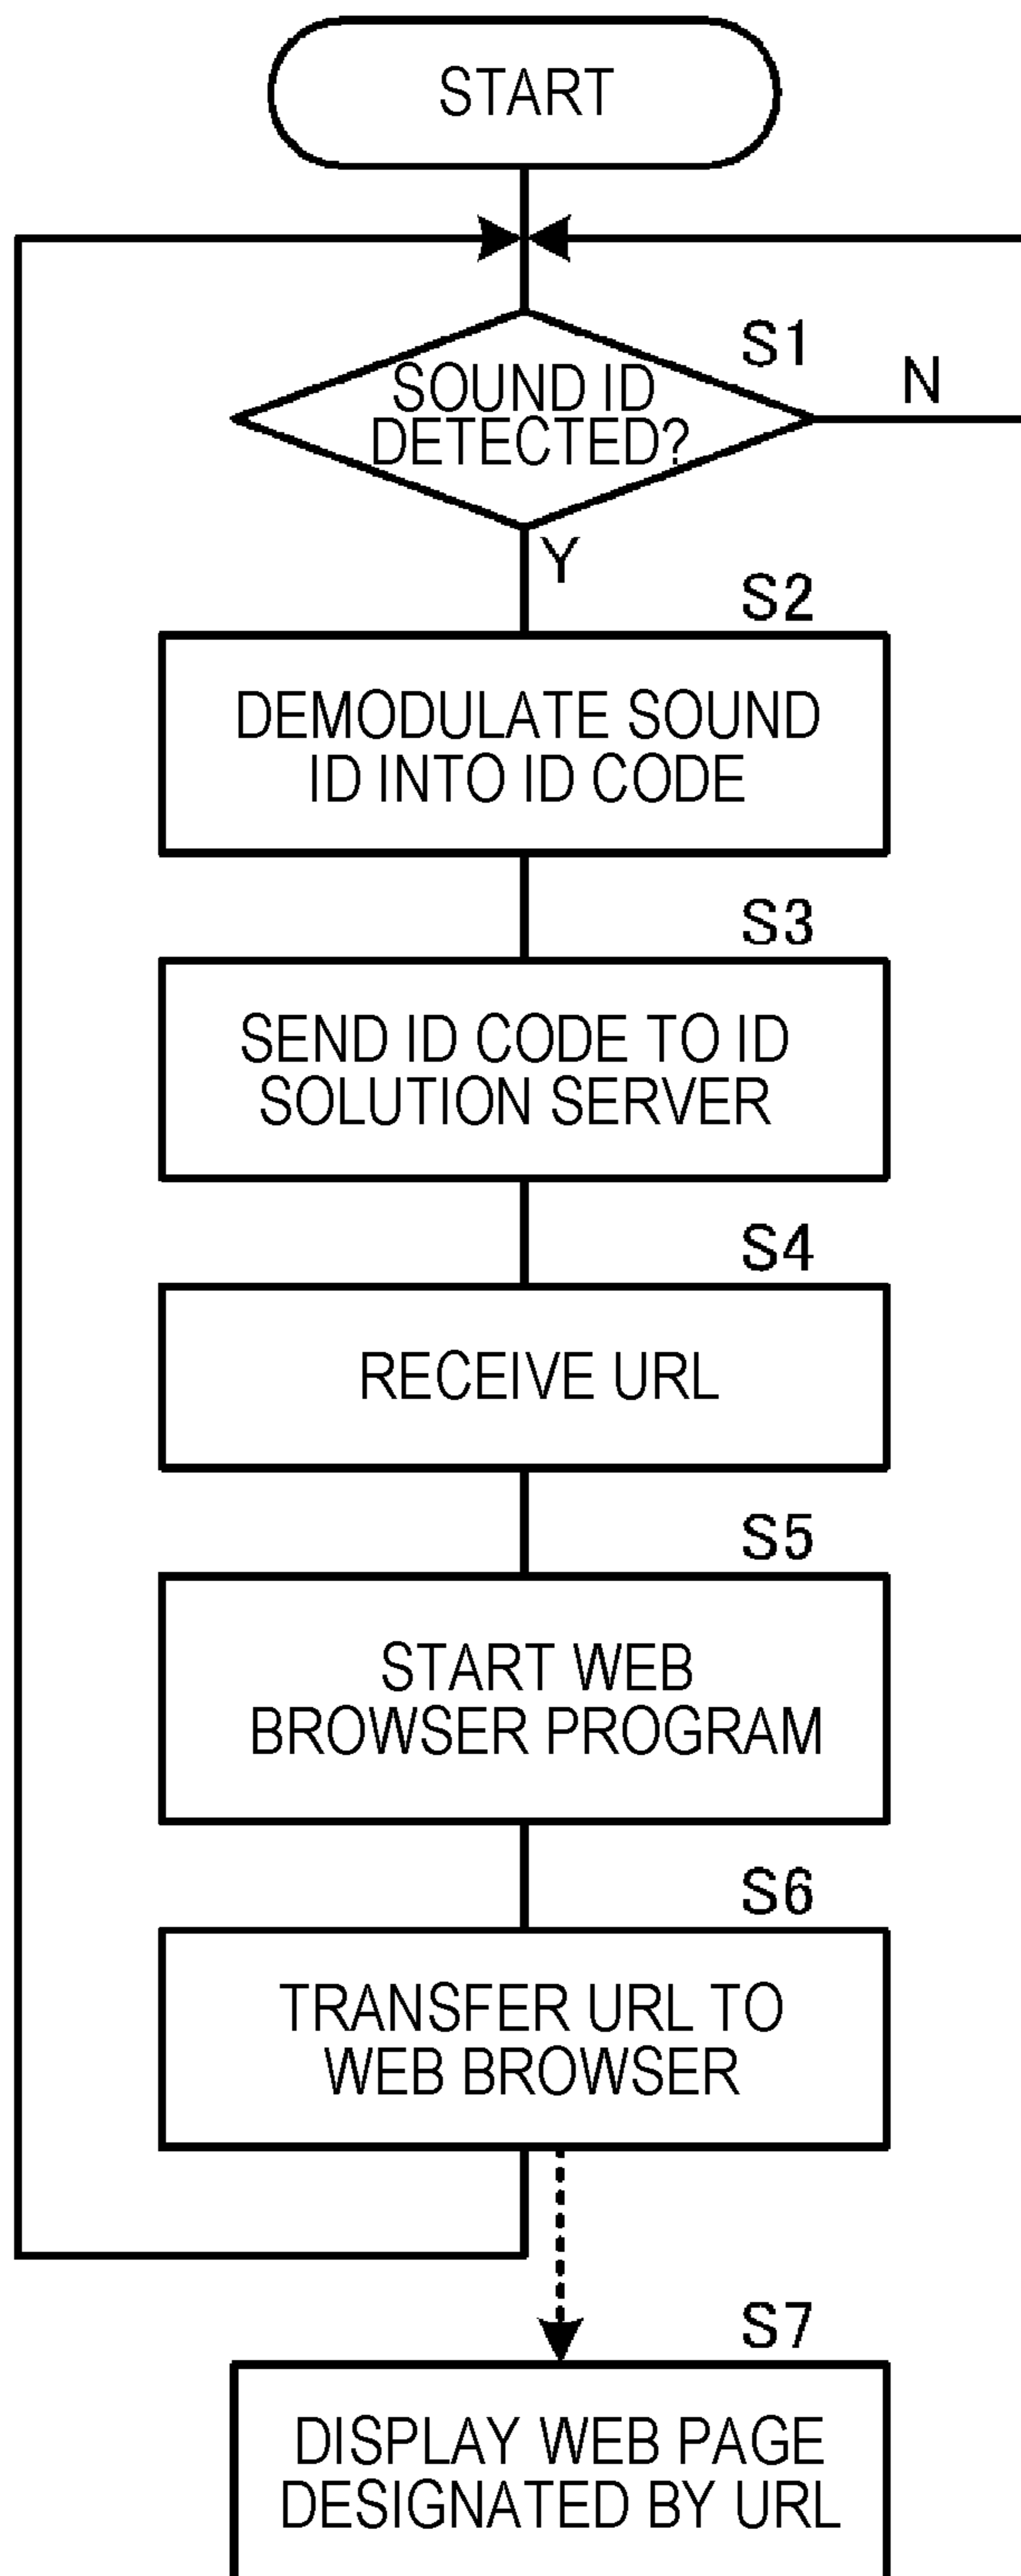 START
S1
SOUND ID
DETECTED?
N
Y
S2
DEMODULATE SOUND
ID INTO ID CODE
S3
SEND ID CODE TO ID
SOLUTION SERVER
S4
RECEIVE URL
S5
START WEB
BROWSER PROGRAM
S6
TRANSFER URL TO
WEB BROWSER
S7
DISPLAY WEB PAGE
DESIGNATED BY URL